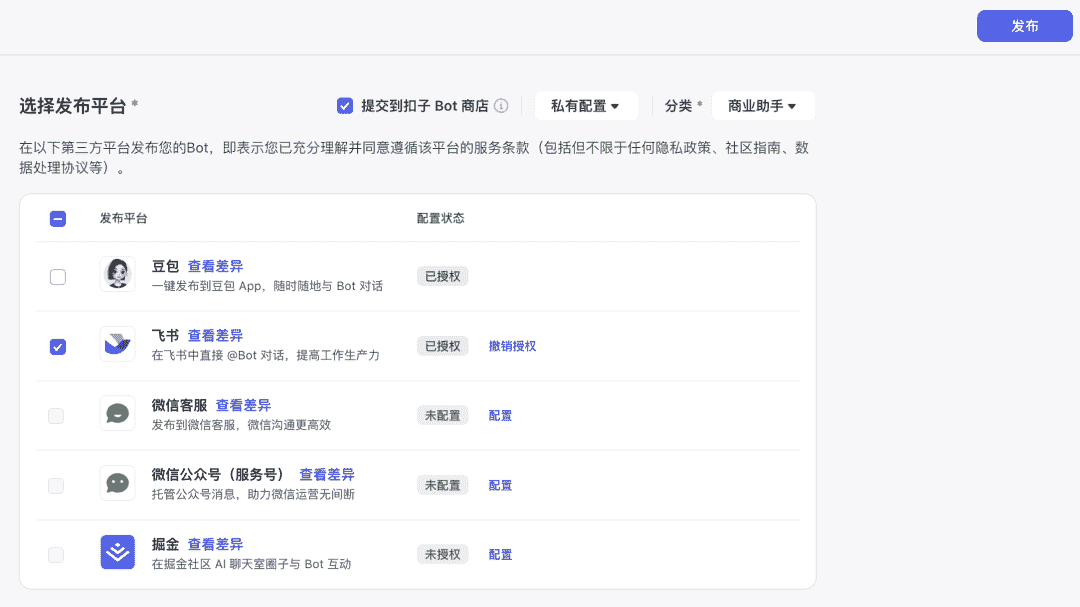 发布
选择发布平台 *
提交到扣子 Bot 商店
私有配置
分类 *
商业助手
在以下第三方平台发布您的Bot，即表示您已充分理解并同意遵循该平台的服务条款（包括但不限于任何隐私政策、社区指南、数
据处理协议等）。
发布平台 配置状态
豆包 查看差异
一键发布到豆包 App，随时随地与 Bot 对话
已授权
飞书 查看差异
在飞书中直接 @Bot 对话，提高工作生产力
已授权 撤销授权
微信客服 查看差异
发布到微信客服，微信沟通更高效
未配置 配置
微信公众号（服务号） 查看差异
托管公众号消息，助力微信运营无间断
未配置 配置
掘金 查看差异
在掘金社区 AI 聊天室圈子与 Bot 互动
未授权 配置